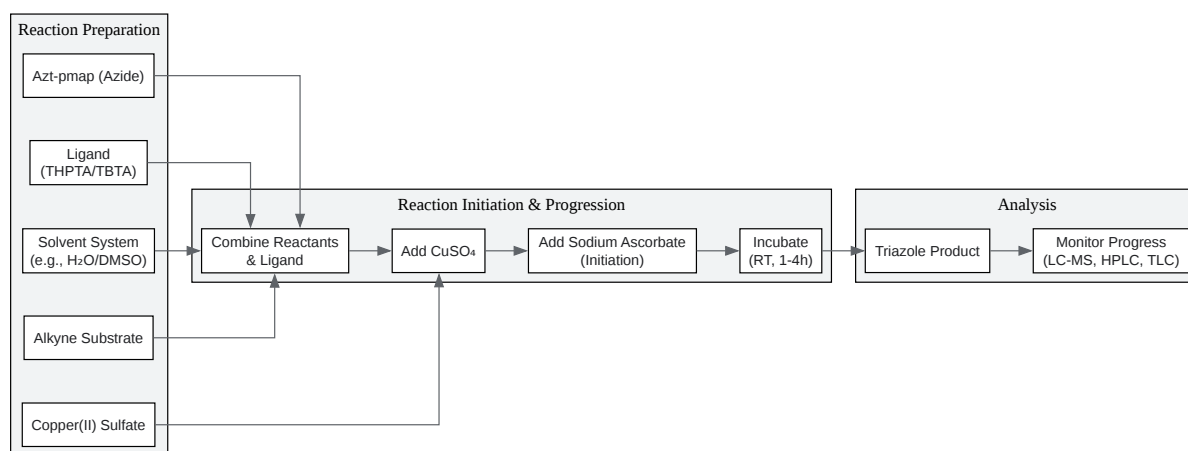 Reaction Preparation
Azt-pmap (Azide)
Ligand
(THPTA/TBTA)
Solvent System
(e.g., H₂O/DMSO)
Alkyne Substrate
Copper(II) Sulfate
Reaction Initiation & Progression
Combine Reactants
& Ligand
Add CuSO₄
Add Sodium Ascorbate
(Initiation)
Incubate
(RT, 1-4h)
Analysis
Triazole Product
Monitor Progress
(LC-MS, HPLC, TLC)